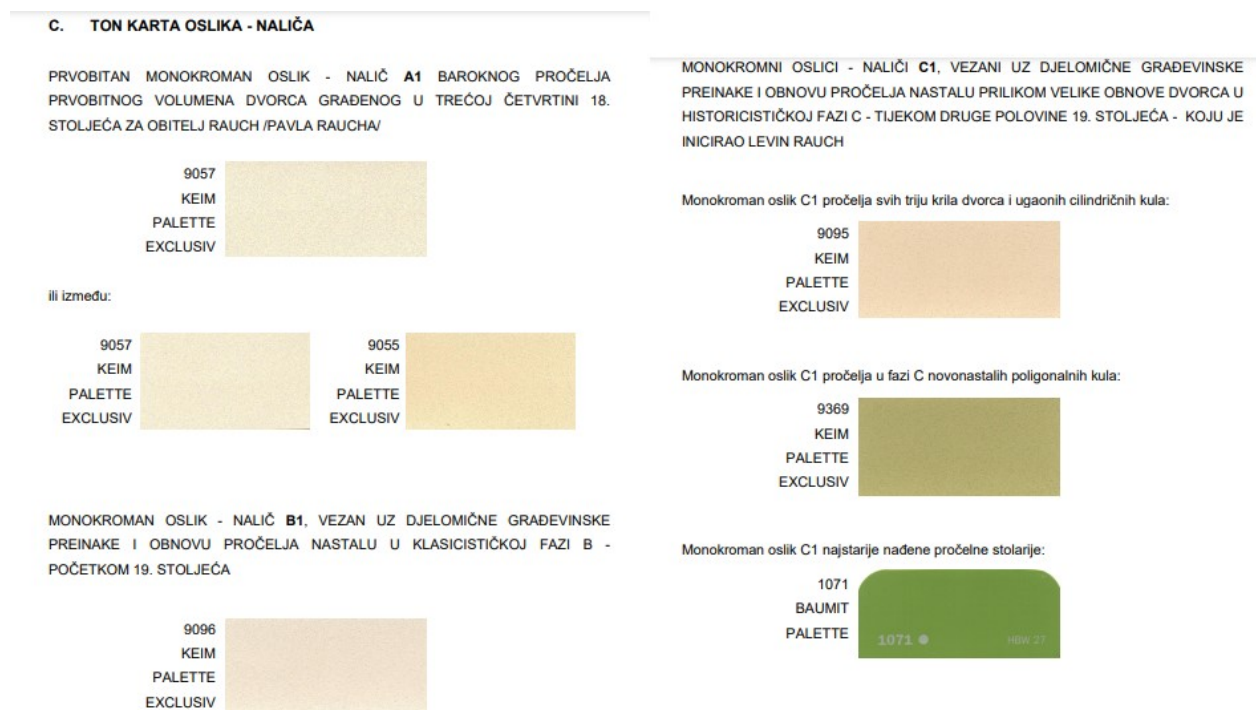 C. TON KARTA OSLIKA - NALIČA
PRVOBITAN MONOKROMAN OSLIK - NALIČ A1 BAROKNOG PROČELJA
PRVOBITNOG VOLUMENA DVORCA GRAĐENOG U TREĆOJ ČETVRTINI 18.
STOLJEĆA ZA OBITELJ RAUCH /PAVLA RAUCHA/
9057
KEIM
PALETTE
EXCLUSIV
ili između:
9057
KEIM
PALETTE
EXCLUSIV
9055
KEIM
PALETTE
EXCLUSIV
MONOKROMAN OSLIK - NALIČ B1, VEZAN UZ DJELOMIČNE GRAĐEVINSKE
PREINAKE I OBNOVU PROČELJA NASTALU U KLASICISTIČKOJ FAZI B -
POČETKOM 19. STOLJEĆA
9096
KEIM
PALETTE
EXCLUSIV
MONOKROMNI OSLICI - NALIČI C1, VEZANI UZ DJELOMIČNE GRAĐEVINSKE
PREINAKE I OBNOVU PROČELJA NASTALU PRILIKOM VELIKE OBNOVE DVORCA U
HISTORICISTIČKOJ FAZI C - TIJEKOM DRUGE POLOVINE 19. STOLJEĆA - KOJU JE
INICIRAO LEVIN RAUCH
Monokroman oslik C1 pročelja svih triju krila dvorca i ugaonih cilindričnih kula:
9095
KEIM
PALETTE
EXCLUSIV
Monokroman oslik C1 pročelja u fazi C novonastalih poligonalnih kula:
9369
KEIM
PALETTE
EXCLUSIV
Monokroman oslik C1 najstarije nađene pročelne stolarije:
1071
BAUMIT
PALETTE
1071 HBW 27